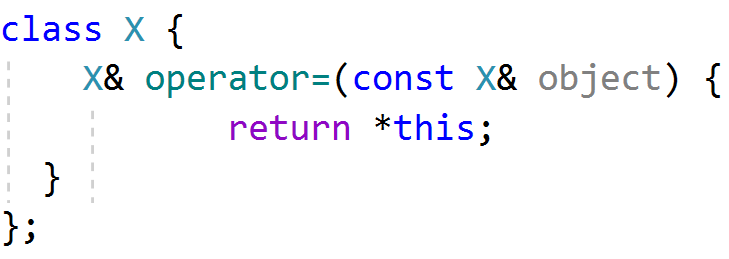 class X {
    X& operator=(const X& object) {
           return *this;
  }
};